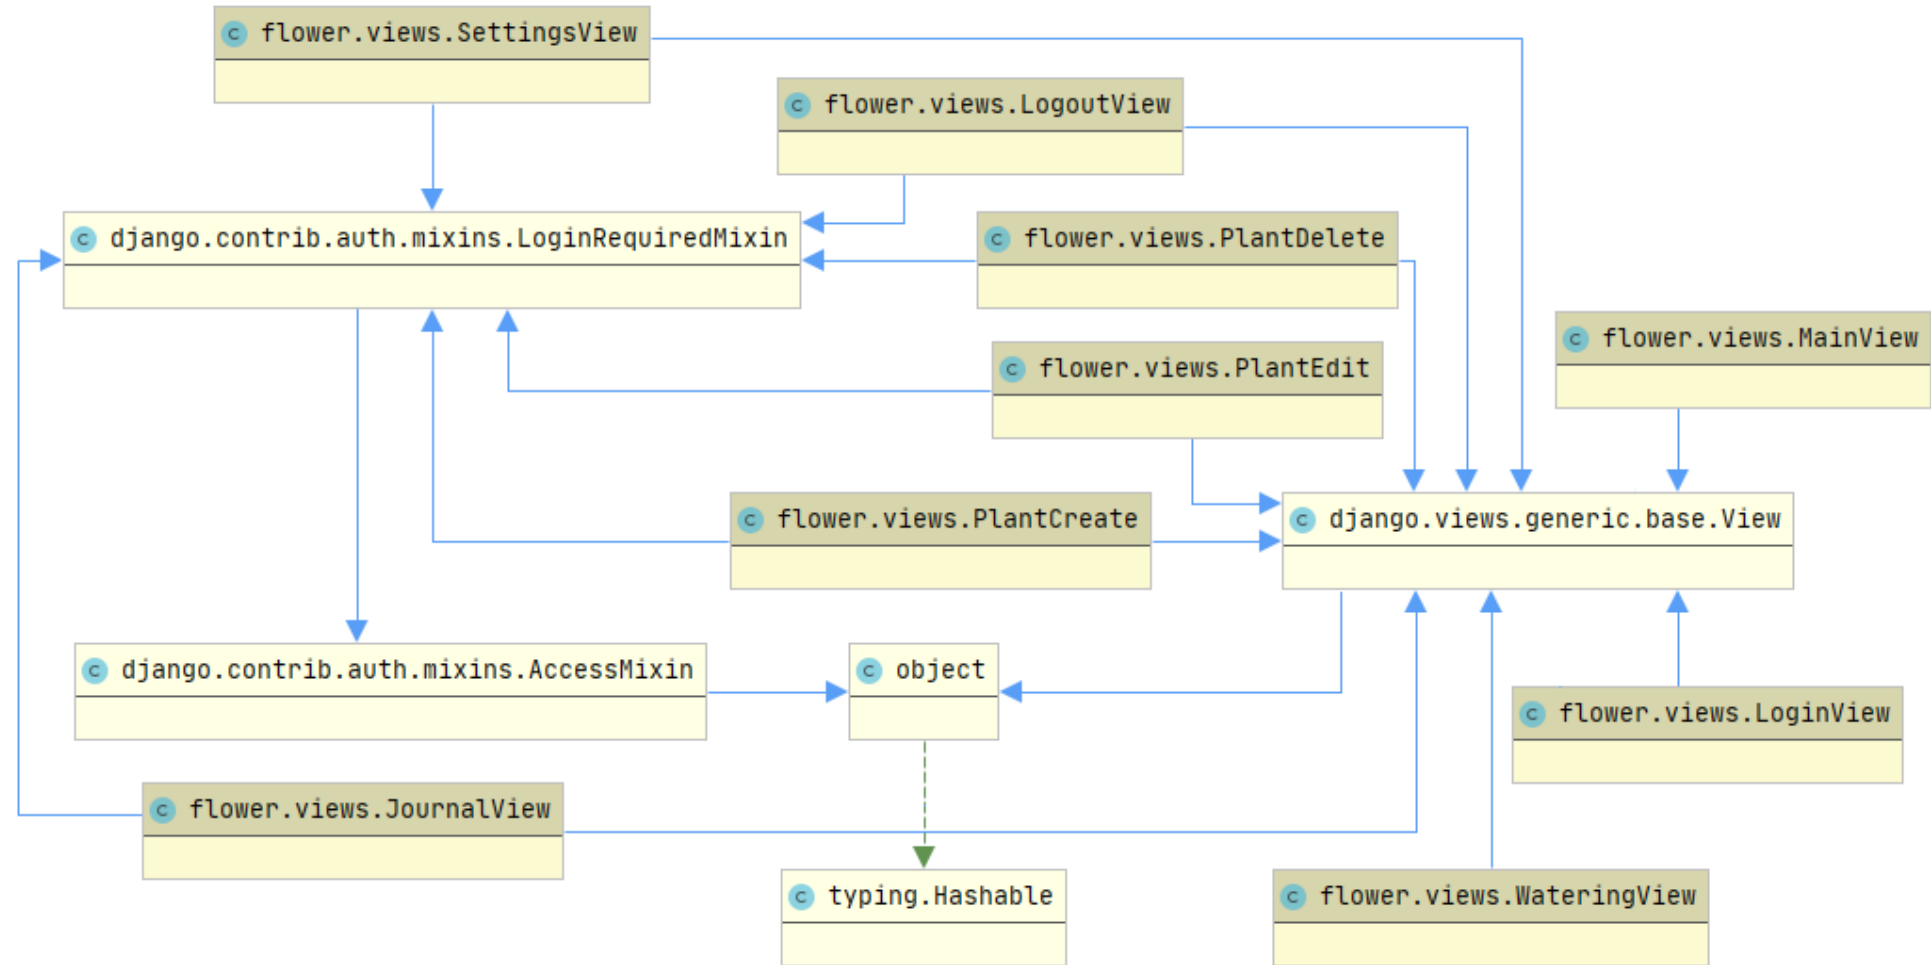 C flower.views.SettingsView
C flower.views.LogoutView
C django.contrib.auth.mixins.LoginRequiredMixin
C flower.views.PlantDelete
C flower.views.MainView
C flower.views.PlantEdit
C flower.views.PlantCreate
C django.views.generic.base.View
C django.contrib.auth.mixins.AccessMixin
C object
C flower.views.LoginView
C flower.views.JournalView
C typing.Hashable
C flower.views.WateringView